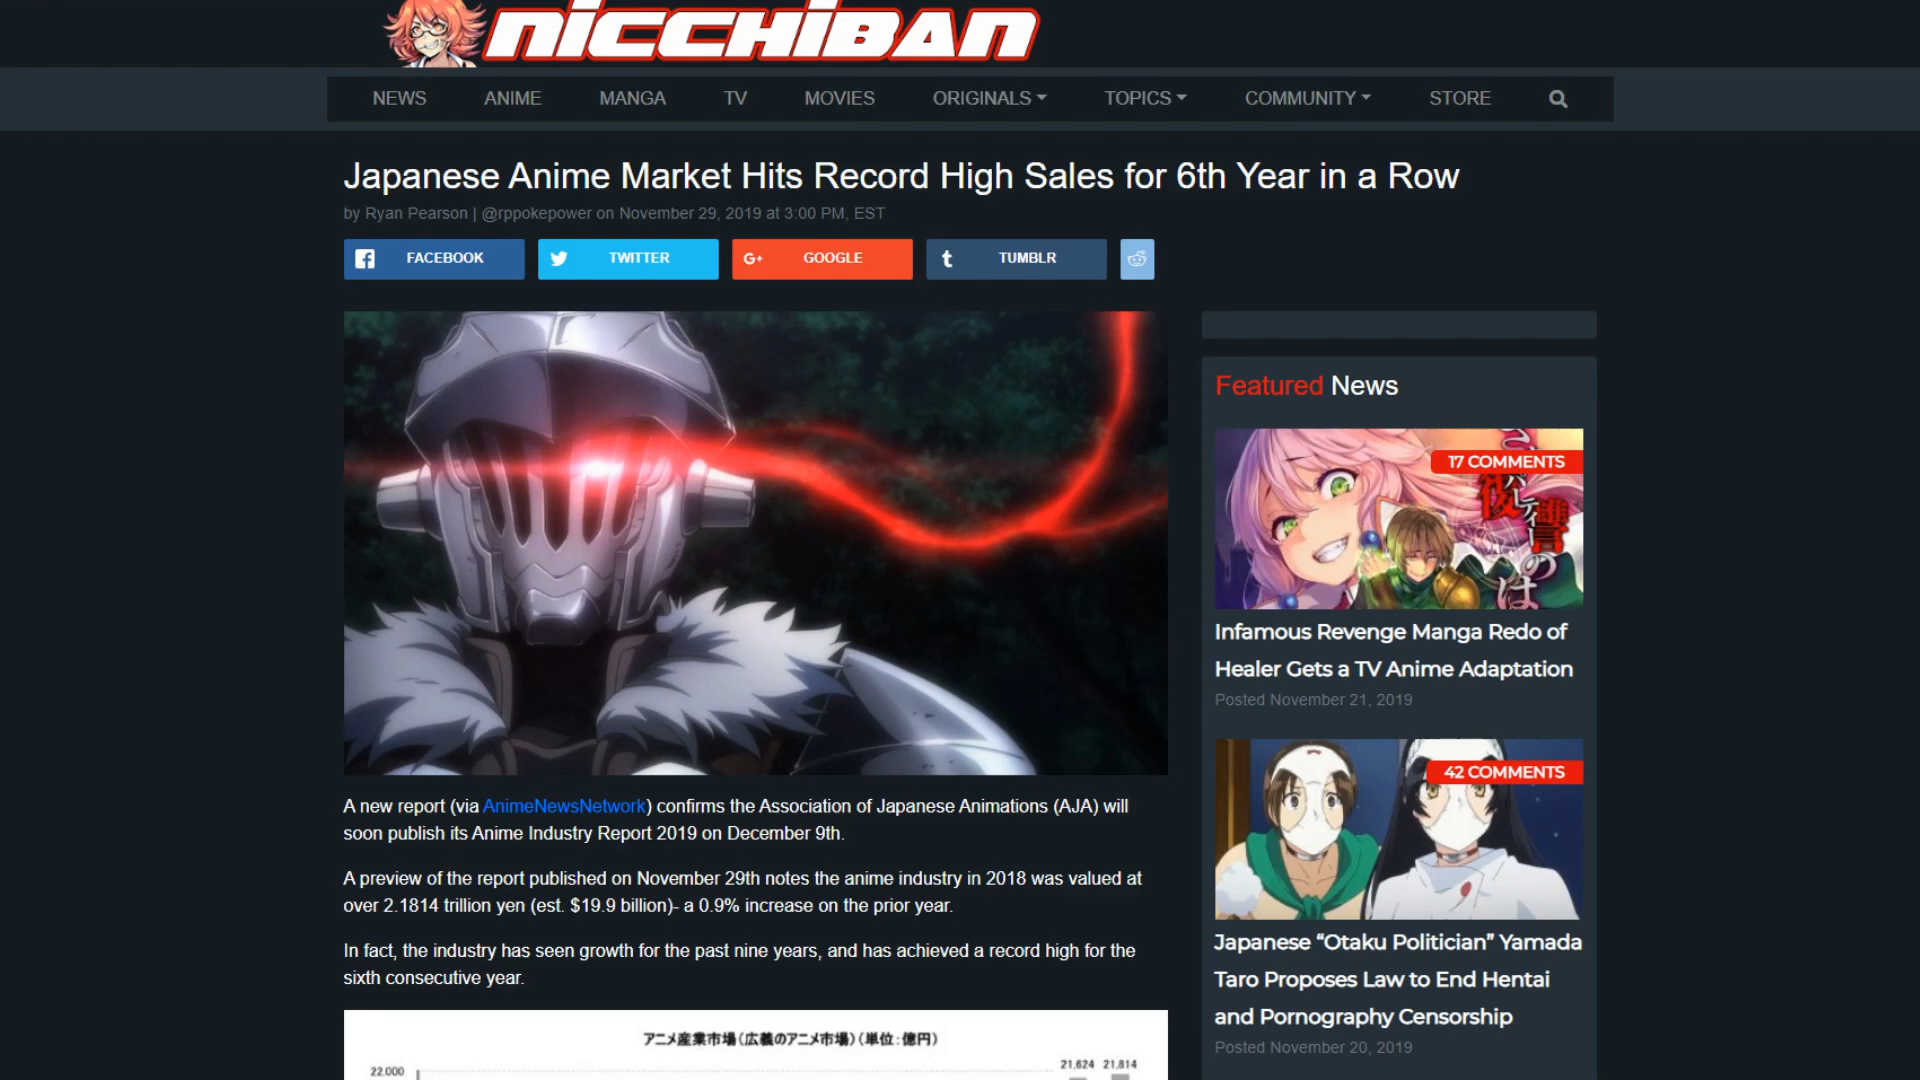 NICCHIBAN
NEWS ANIME MANGA TV MOVIES ORIGINALS TOPICS COMMUNITY STORE
Japanese Anime Market Hits Record High Sales for 6th Year in a Row
by Ryan Pearson | @rppokepower on November 29, 2019 at 3:00 PM, EST
FACEBOOK TWITTER G+ GOOGLE t TUMBLR
A new report (via AnimeNewsNetwork) confirms the Association of Japanese Animations (AJA) will
soon publish its Anime Industry Report 2019 on December 9th.
A preview of the report published on November 29th notes the anime industry in 2018 was valued at
over 2.1814 trillion yen (est. $19.9 billion)- a 0.9% increase on the prior year.
In fact, the industry has seen growth for the past nine years, and has achieved a record high for the
sixth consecutive year.
アニメ産業市場(広義のアニメ市場)(単位:億円)
21,624 21,814
22,000
Featured News
17 COMMENTS
Infamous Revenge Manga Redo of
Healer Gets a TV Anime Adaptation
Posted November 21, 2019
42 COMMENTS
Japanese “Otaku Politician” Yamada
Taro Proposes Law to End Hentai
and Pornography Censorship
Posted November 20, 2019